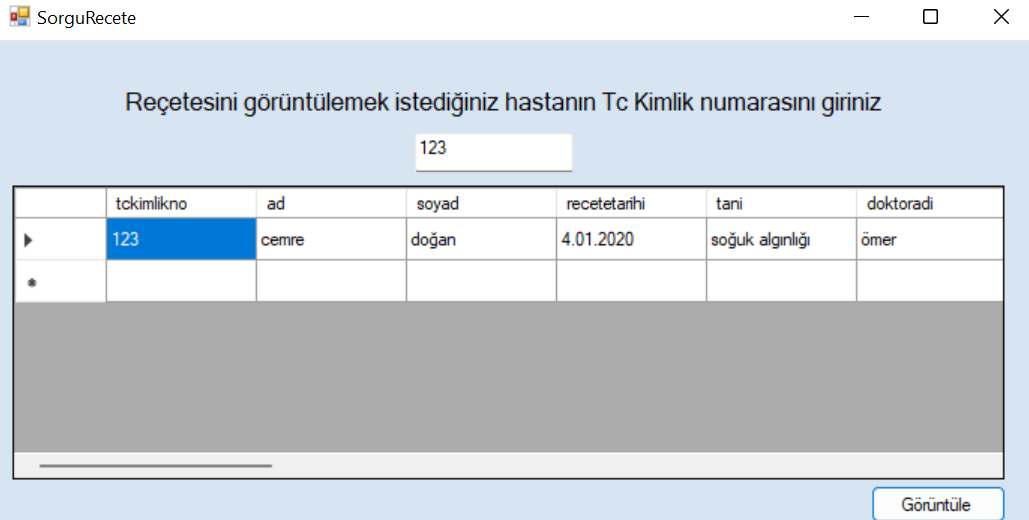 SorguRecete
Reçetesini görüntülemek istediğiniz hastanın Tc Kimlik numarasını giriniz
123
tckimlikno ad soyad recetetarihi tani doktoradi
123 cemre doğan 4.01.2020 soğuk algınlığı ömer
Görüntüle